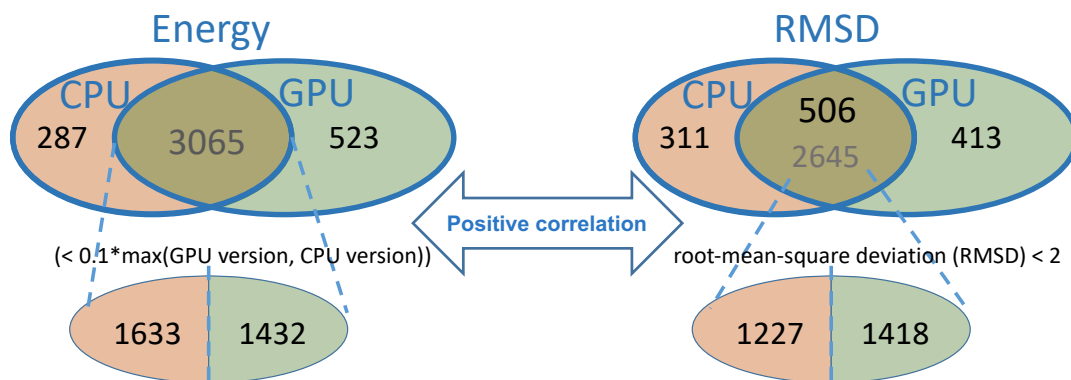 Energy
RMSD
CPU
GPU
CPU
GPU
287
3065
523
311
506
2645
413
Positive correlation
(< 0.1*max(GPU version, CPU version))
root-mean-square deviation (RMSD) < 2
1633
1432
1227
1418